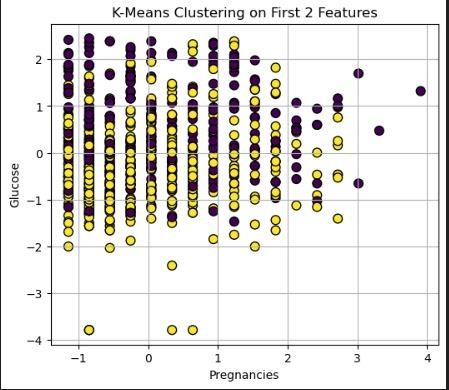 K-Means Clustering on First 2 Features
2
1
0
−1
−2
−3
−4
Glucose
−1 0 1 2 3 4
Pregnancies